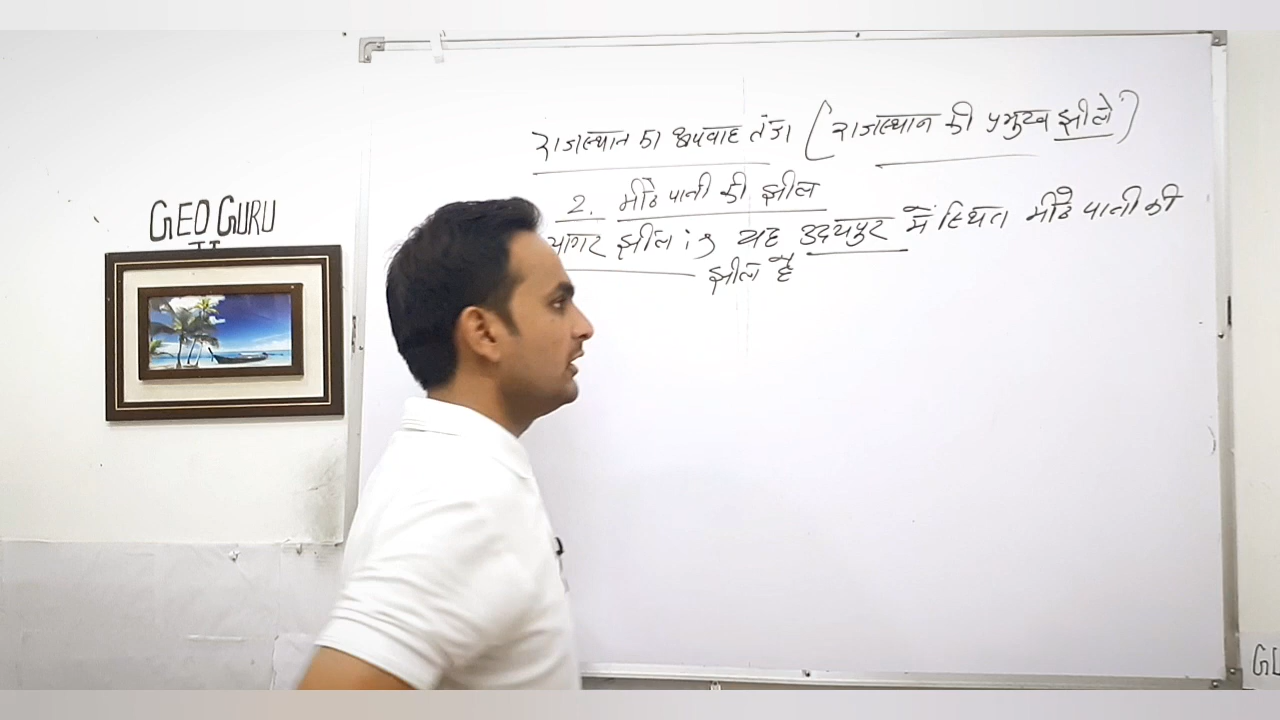 राजस्थान का अपवाह तंत्र (राजस्थान की प्रमुख झीलें)
2. मीठे पानी की झील
सागर झील :→ यह उदयपुर में स्थित मीठे पानी की
झील है
GEO GURU